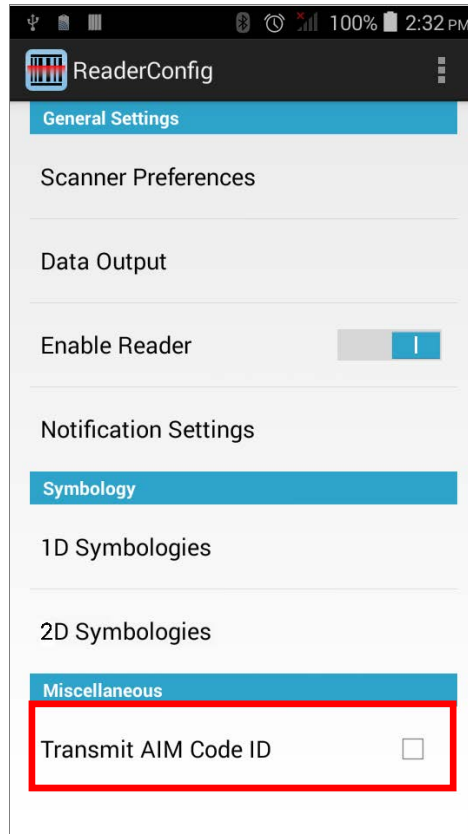 100% 2:32 PM
ReaderConfig
General Settings
Scanner Preferences
Data Output
Enable Reader
Notification Settings
Symbology
1D Symbologies
2D Symbologies
Miscellaneous
Transmit AIM Code ID